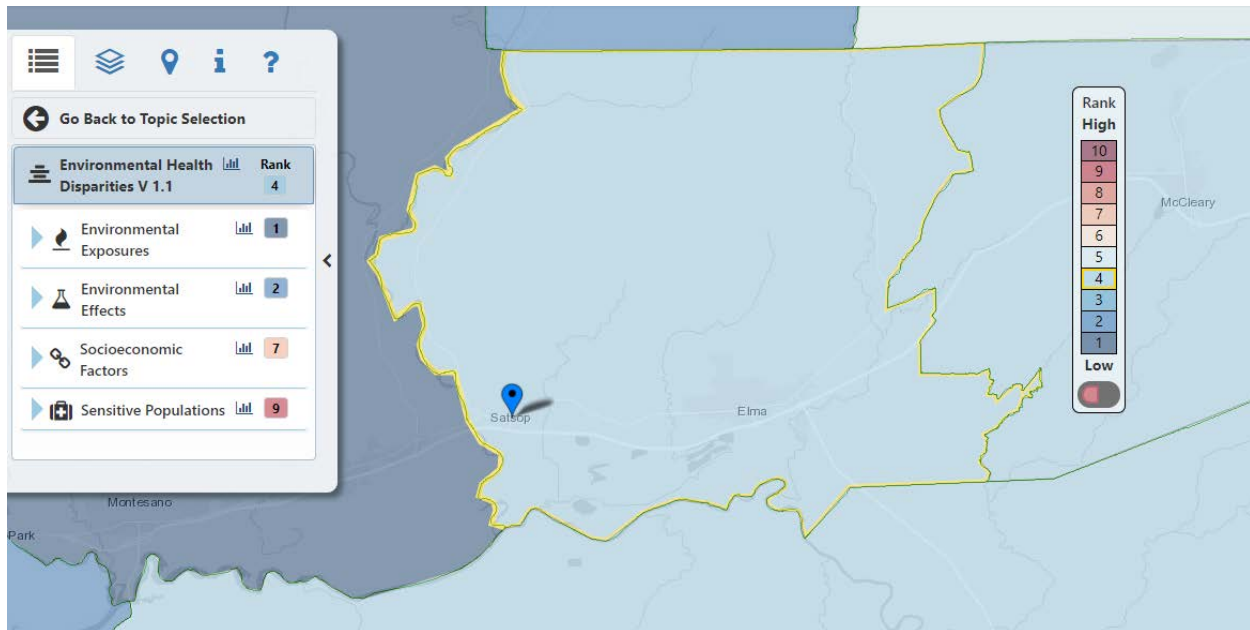 ?
Go Back to Topic Selection
Environmental Health
Disparities V 1.1
Rank
4
Environmental
Exposures
1
Environmental
Effects
2
Socioeconomic
Factors
7
Sensitive Populations
9
Montesano
Park
Satsop
Elma
McCleary
Rank
High
10
9
8
7
6
5
4
3
2
1
Low